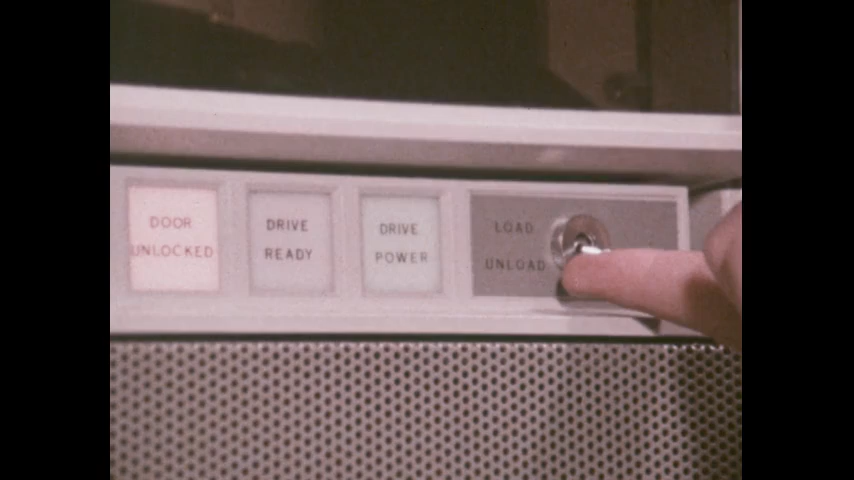 DOOR
UNLOCKED
DRIVE
READY
DRIVE
POWER
LOAD
UNLOAD